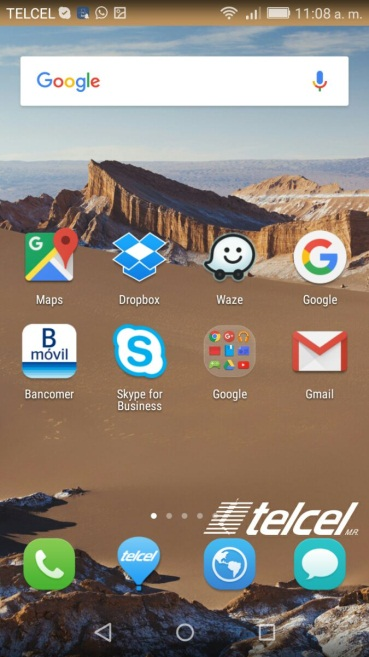 TELCEL
11:08 a. m.
Google
G
Maps
Dropbox
Waze
G
Google
B
móvil
Bancomer
S
Skype for
Business
Google
Gmail
telcel M.R.
telcel